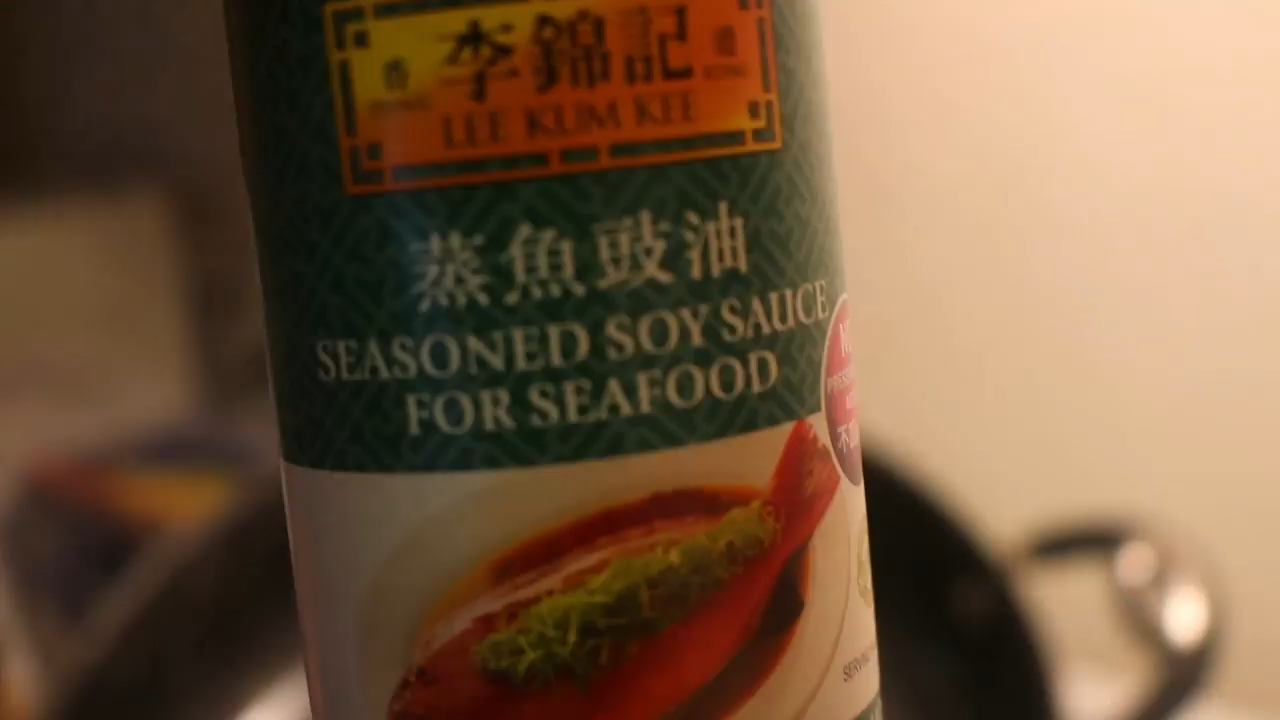 李錦記
LEE KUM KEE
蒸魚豉油
SEASONED SOY SAUCE
FOR SEAFOOD